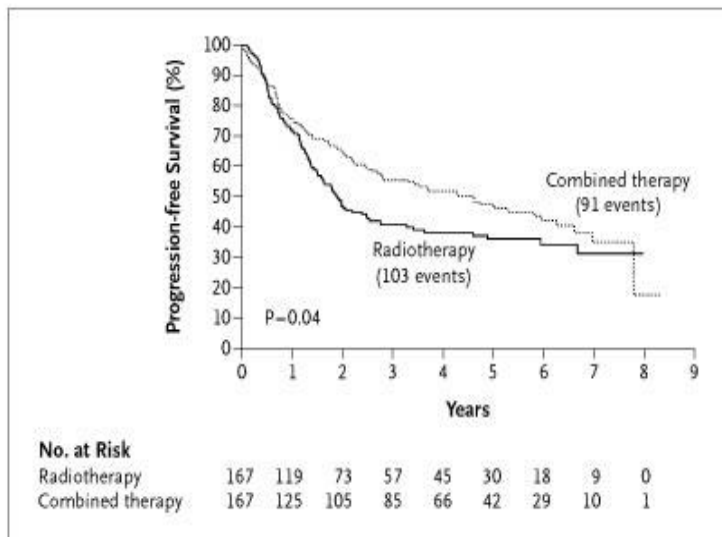 Progression-free Survival (%)
100
90
80
70
60
50
40
30
20
10
0
Combined therapy
(91 events)
Radiotherapy
(103 events)
P=0.04
0 1 2 3 4 5 6 7 8 9
Years
No. at Risk
Radiotherapy 167 119 73 57 45 30 18 9 0
Combined therapy 167 125 105 85 66 42 29 10 1